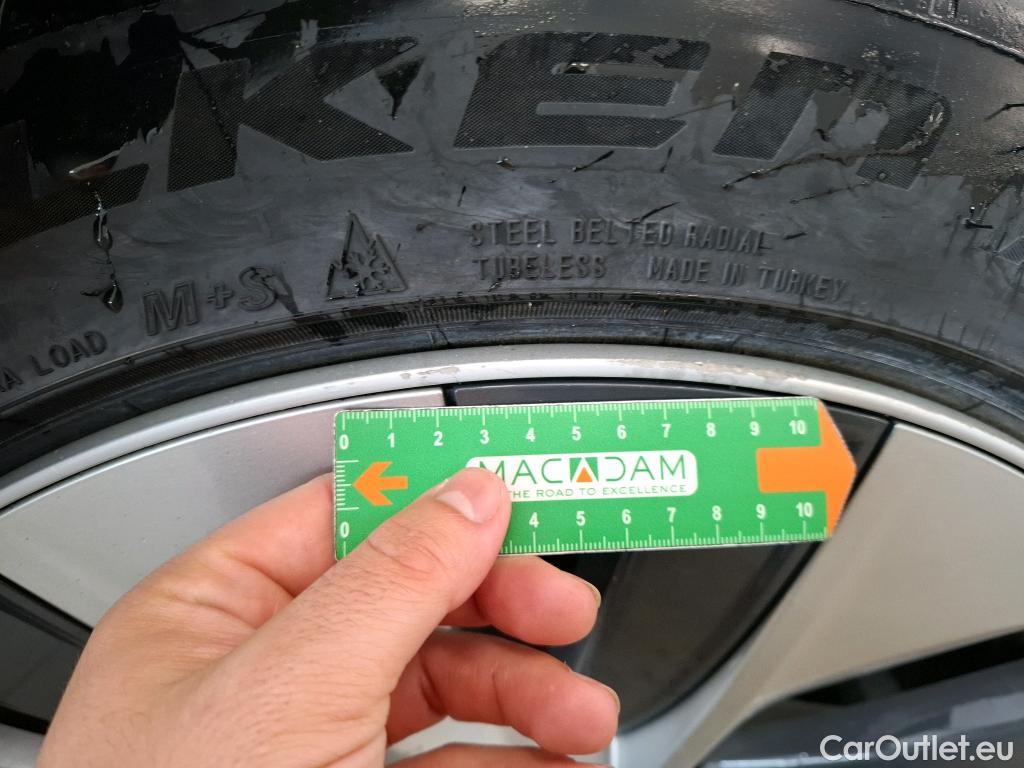 LKEN
STEEL BELTED RADIAL
TUBELESS MADE IN TURKEY
M+S
LOAD
0 1 2 3 4 5 6 7 8 9 10
MACADAM
THE ROAD TO EXCELLENCE
0 4 5 6 7 8 9 10
CarOutlet.eu